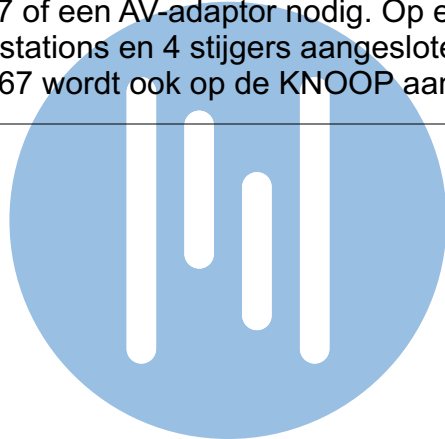 7 of een AV-adaptor nodig. Op e
stations en 4 stijgers aangeslote
67 wordt ook op de KNOOP aan